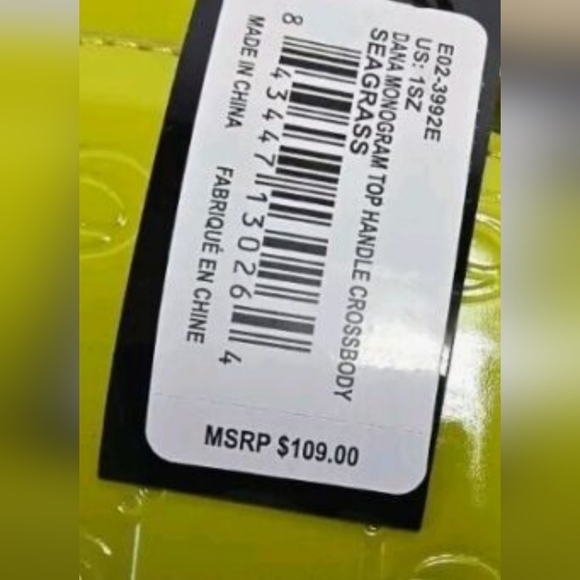 E02-3992E
US: 1SZ
DANA MONOGRAM TOP HANDLE CROSSBODY
SEAGRASS
8 43447 13026 4
MADE IN CHINA FABRIQUÉ EN CHINE
MSRP $109.00